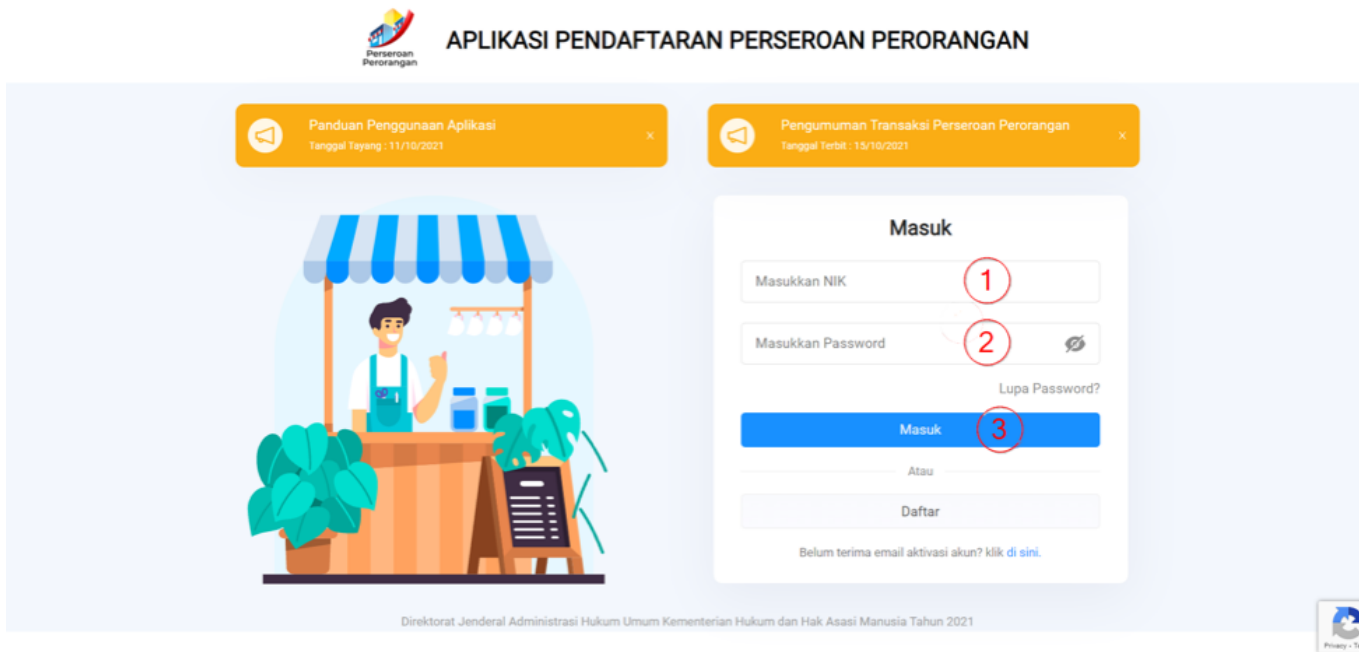 Perseroan
Perorangan
APLIKASI PENDAFTARAN PERSEROAN PERORANGAN
Panduan Penggunaan Aplikasi
Tanggal Tayang : 11/10/2021
×
Pengumuman Transaksi Perseroan Perorangan
Tanggal Terbit : 15/10/2021
×
Masuk
Masukkan NIK 1
Masukkan Password 2
Lupa Password?
Masuk 3
Atau
Daftar
Belum terima email aktivasi akun? klik di sini.
Direktorat Jenderal Administrasi Hukum Umum Kementerian Hukum dan Hak Asasi Manusia Tahun 2021
Privacy -